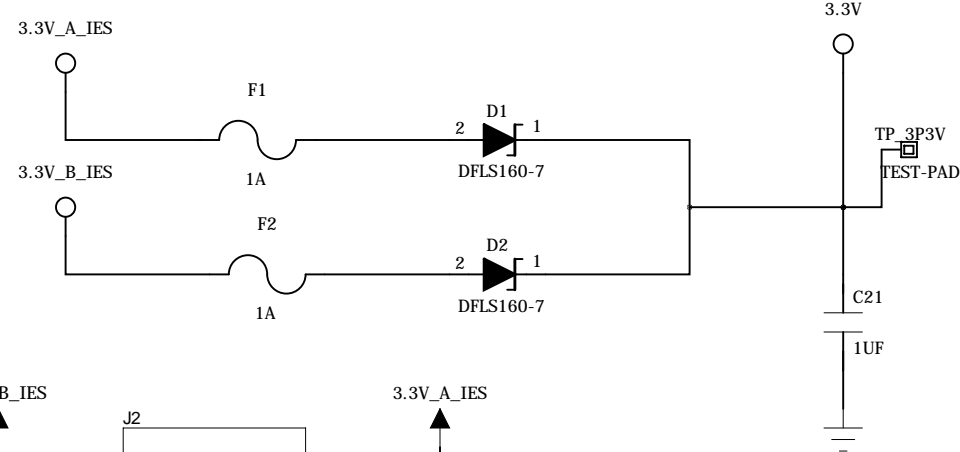 3.3V
3.3V_A_IES
F1
D1
2
1
1A
DFLS160-7
TP_3P3V
TEST-PAD
3.3V_B_IES
F2
D2
2
1
1A
DFLS160-7
C21
1UF
B_IES
J2
3.3V_A_IES